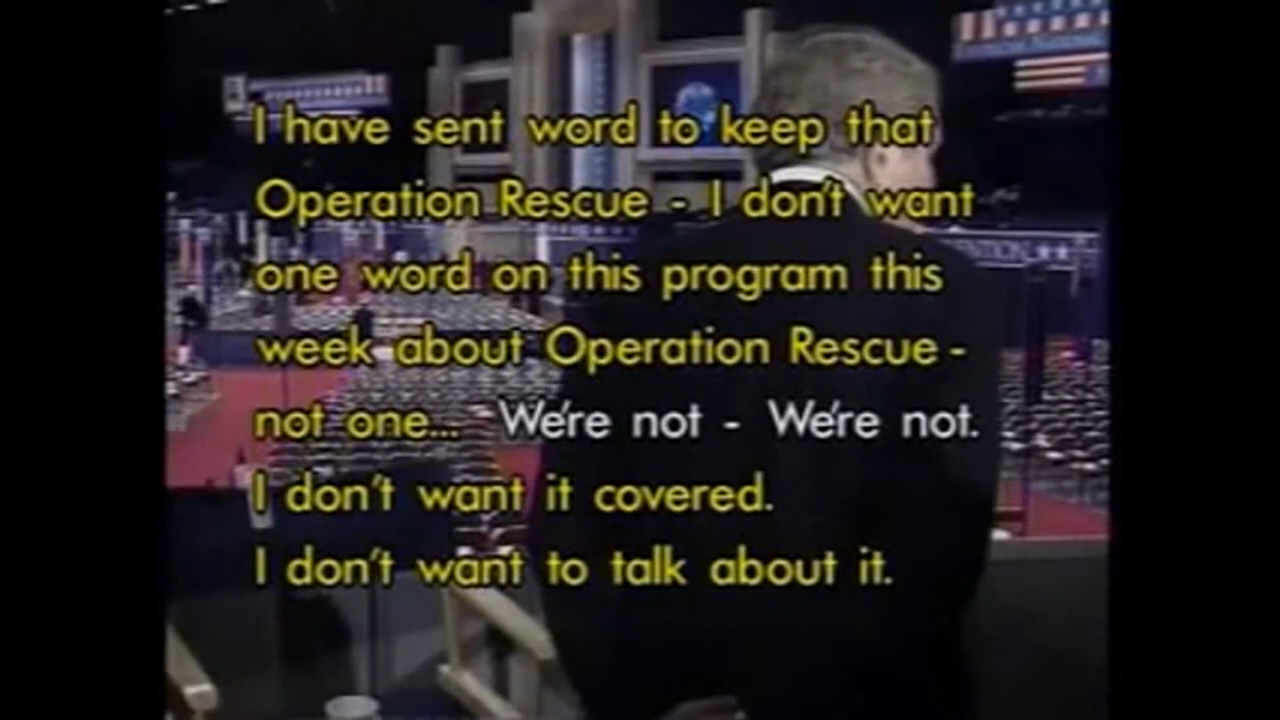 I have sent word to keep that
Operation Rescue - I don't want
one word on this program this
week about Operation Rescue -
not one... We're not - We're not.
I don't want it covered.
I don't want to talk about it.